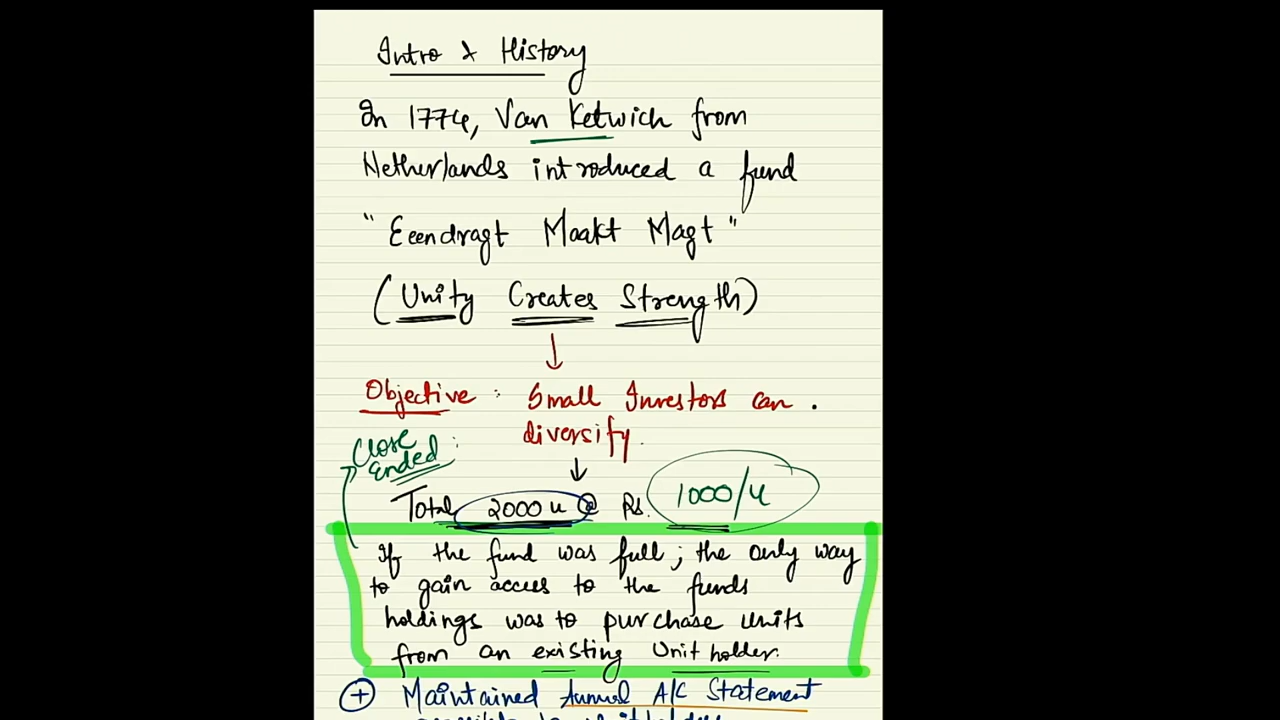 Intro & History
In 1774, Van Ketwich from
Netherlands introduced a fund
"Eeendragt Maakt Magt"
(Unity Creates Strength)
Objective : Small Investors can
diversify.
Close Ended :
Total 2000 u @ Rs. 1000/u
If the fund was full; the only way
to gain acces to the funds
holdings was to purchase units
from an existing Unit holder.
+ Maintained Annual A/C Statement